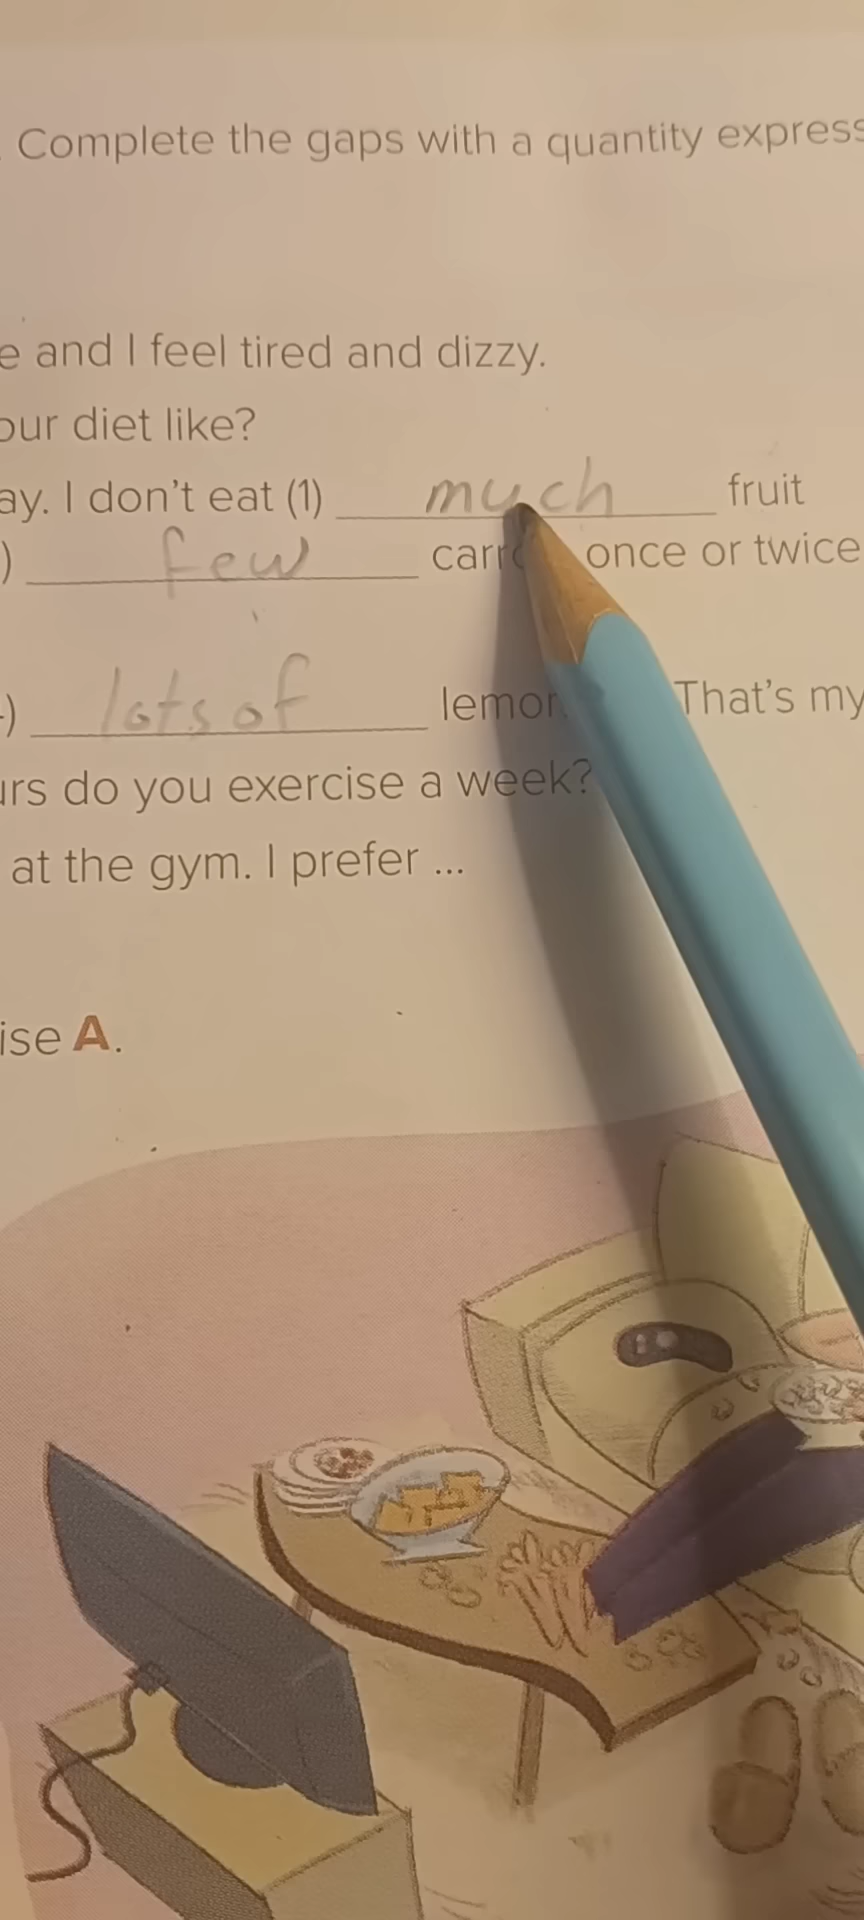 Complete the gaps with a quantity express
e and I feel tired and dizzy.
our diet like?
ay. I don't eat (1) much fruit
) few carr once or twice
) lots of lemon That's my
urs do you exercise a week?
at the gym. I prefer ...
ise A.